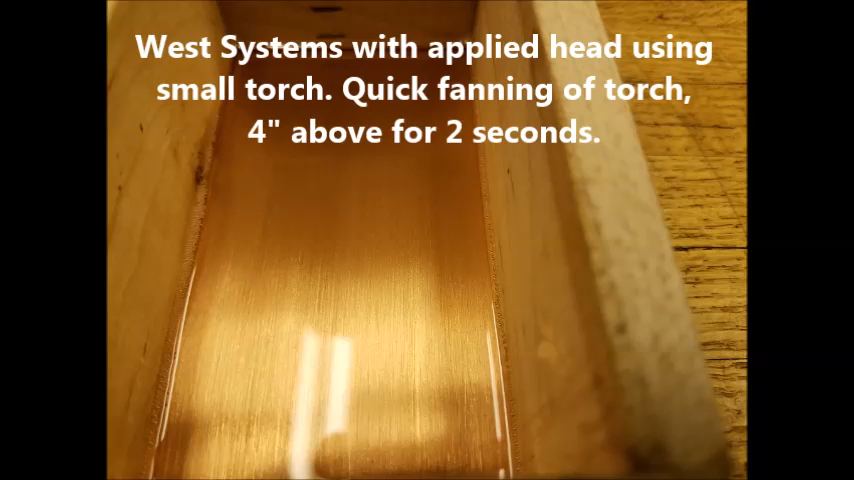 West Systems with applied head using
small torch. Quick fanning of torch,
4" above for 2 seconds.